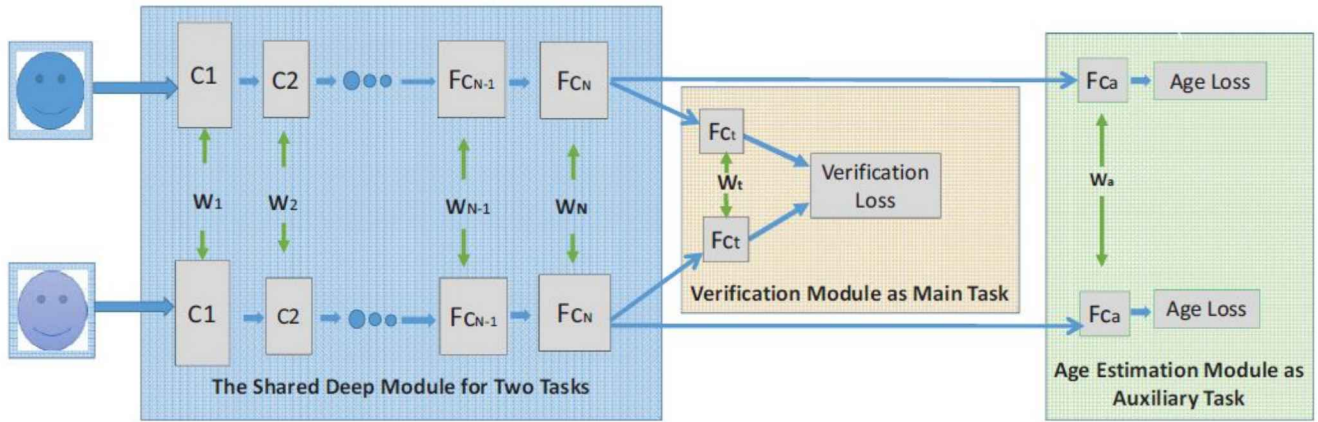 C1
C2
FCN-1
FCN
FCa
Age Loss
FCt
W1
W2
WN-1
WN
Wt
Verification
Loss
Wa
FCt
Verification Module as Main Task
C1
C2
FCN-1
FCN
FCa
Age Loss
The Shared Deep Module for Two Tasks
Age Estimation Module as
Auxiliary Task